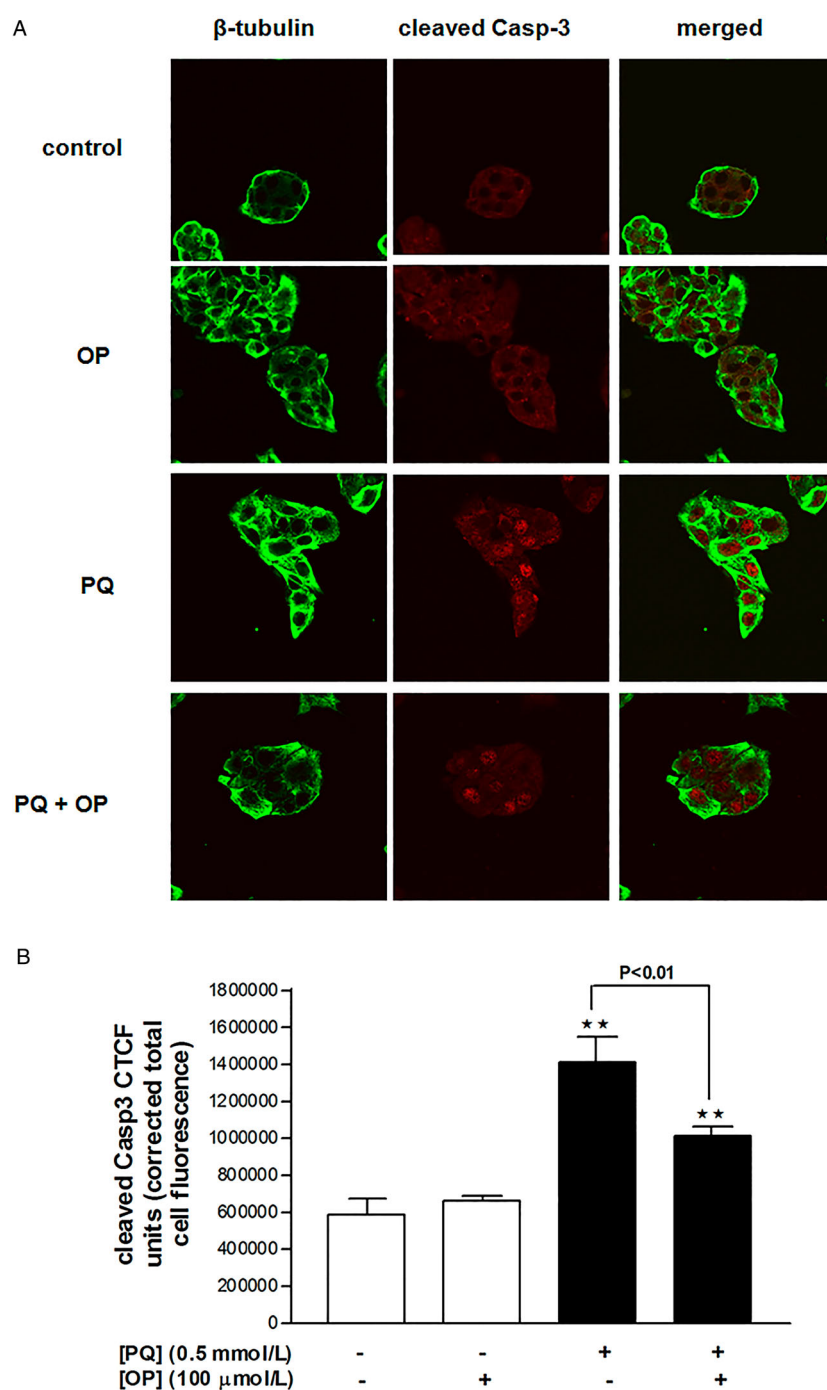 A
β-tubulin cleaved Casp-3 merged
control
OP
PQ
PQ + OP
B
P<0.01
★★
★★
cleaved Casp3 CTCF
units (corrected total
cell fluorescence)
1800000
1600000
1400000
1200000
1000000
800000
600000
400000
200000
0
[PQ] (0.5 mmol/L) - - + +
[OP] (100 μmol/L) - + - +